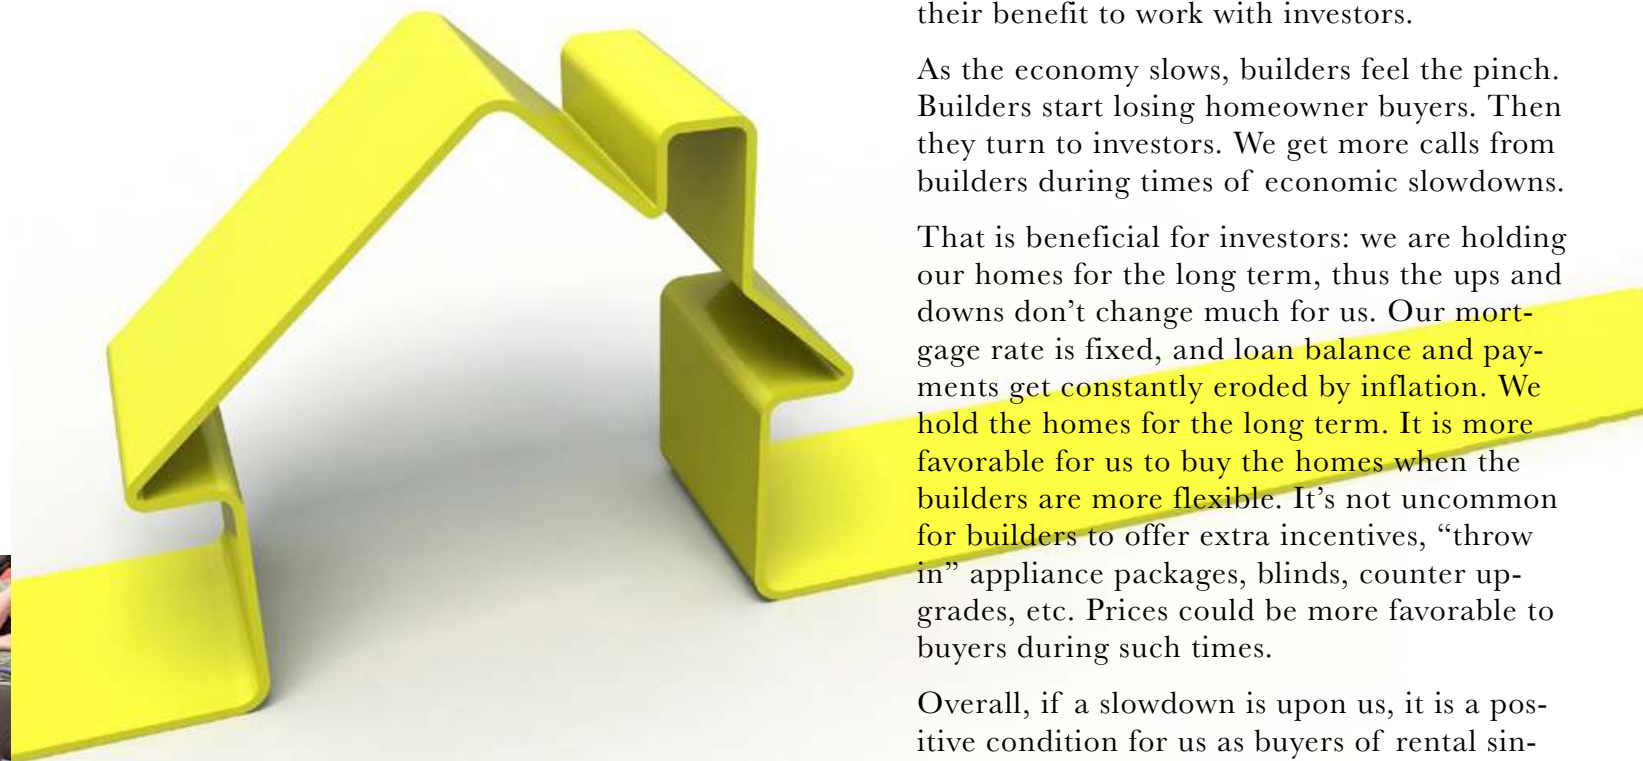 their benefit to work with investors.
As the economy slows, builders feel the pinch.
Builders start losing homeowner buyers. Then
they turn to investors. We get more calls from
builders during times of economic slowdowns.
That is beneficial for investors: we are holding
our homes for the long term, thus the ups and
downs don’t change much for us. Our mort-
gage rate is fixed, and loan balance and pay-
ments get constantly eroded by inflation. We
hold the homes for the long term. It is more
favorable for us to buy the homes when the
builders are more flexible. It’s not uncommon
for builders to offer extra incentives, “throw
in” appliance packages, blinds, counter up-
grades, etc. Prices could be more favorable to
buyers during such times.
Overall, if a slowdown is upon us, it is a pos-
itive condition for us as buyers of rental sin-